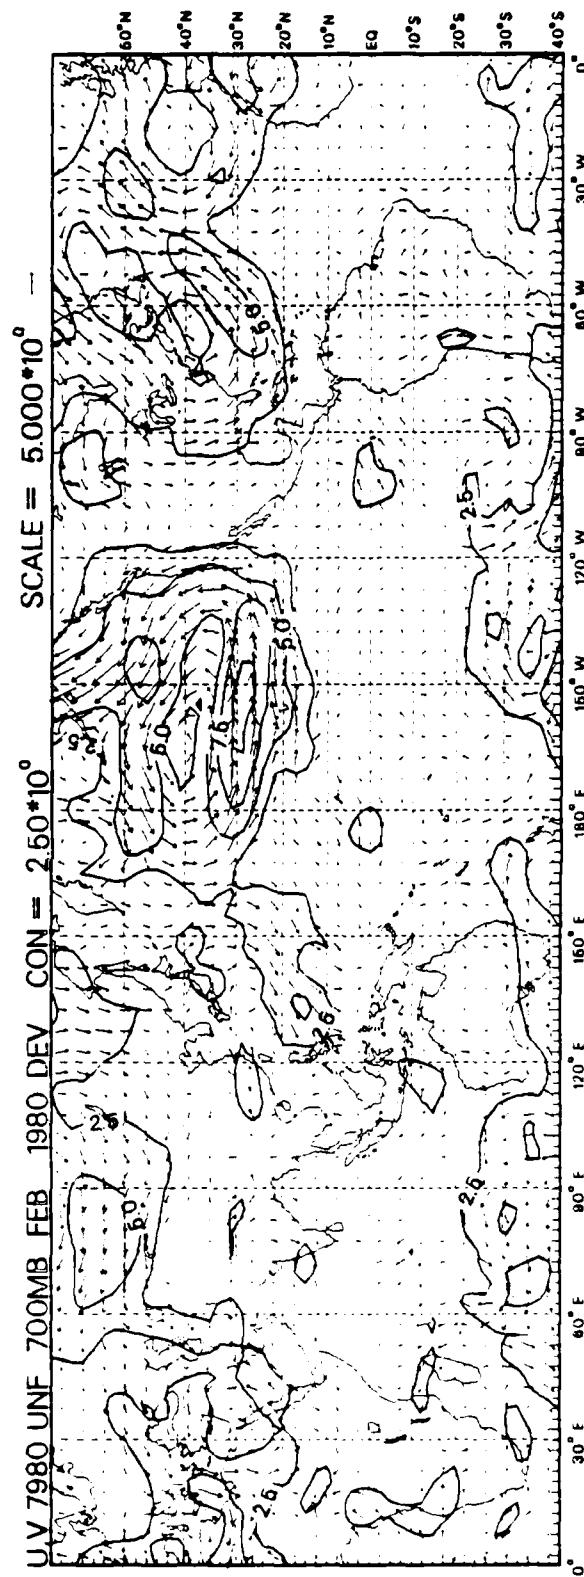 U,V 7980 UNF 700MB FEB 1980 DEV CON = 2.50*10⁰ SCALE = 5.000*10⁰ —
60°N
40°N
30°N
20°N
10°N
EQ
10°S
20°S
30°S
40°S
0°
30° E
60° E
90° E
120° E
160° E
180° E
160° W
120° W
90° W
60° W
30° W
0°
2.5
5.0
2.5
2.5
2.5
2.5
5.0
7.5
5.0
2.5
5.0